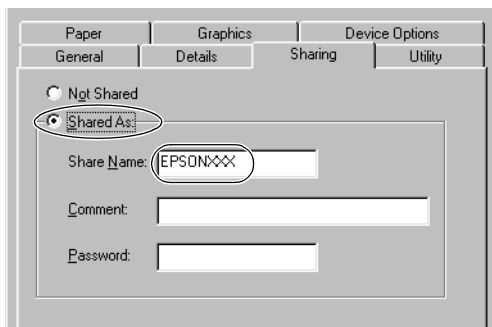 Paper Graphics Device Options
General Details Sharing Utility
Not Shared
Shared As:
Share Name: EPSONXXX
Comment:
Password: